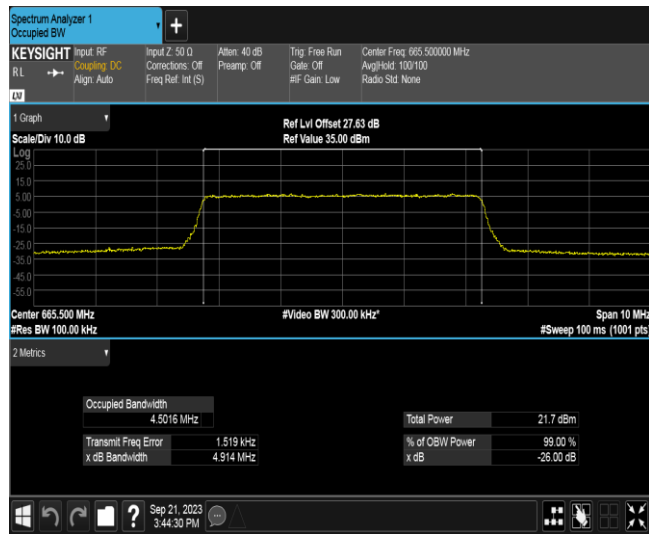 Spectrum Analyzer 1
Occupied BW
+
KEYSIGHT
RL
LXI
Input: RF
Coupling: DC
Align: Auto
Input Z: 50 Ω
Corrections: Off
Freq Ref: Int (S)
Atten: 40 dB
Preamp: Off
Trig: Free Run
Gate: Off
#IF Gain: Low
Center Freq: 665.500000 MHz
Avg|Hold: 100/100
Radio Std: None
1 Graph
Scale/Div 10.0 dB
Ref Lvl Offset 27.63 dB
Ref Value 35.00 dBm
Log
25.0
15.0
5.00
-5.00
-15.0
-25.0
-35.0
-45.0
-55.0
Center 665.500 MHz
#Res BW 100.00 kHz
#Video BW 300.00 kHz*
Span 10 MHz
#Sweep 100 ms (1001 pts)
2 Metrics
Occupied Bandwidth
4.5016 MHz
Transmit Freq Error 1.519 kHz
x dB Bandwidth 4.914 MHz
Total Power 21.7 dBm
% of OBW Power 99.00 %
x dB -26.00 dB
?
Sep 21, 2023
3:44:30 PM